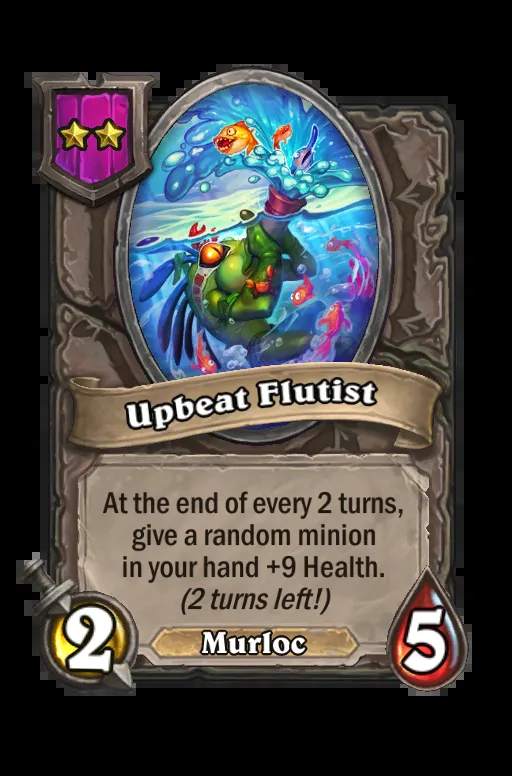 Upbeat Flutist
At the end of every 2 turns,
give a random minion
in your hand +9 Health.
(2 turns left!)
2
Murloc
5